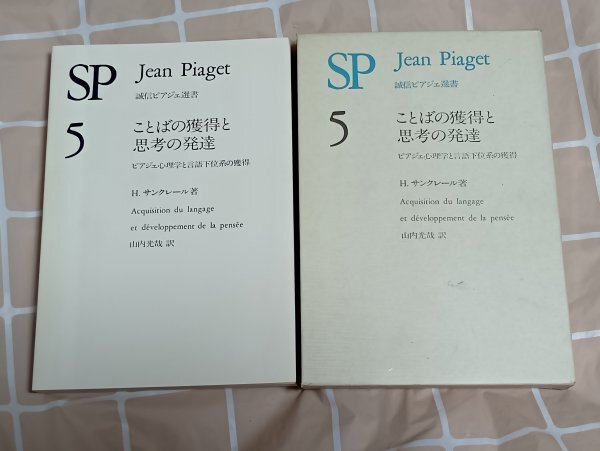 SP
Jean Piaget
誠信ピアジェ選書
5
ことばの獲得と
思考の発達
ピアジェ心理学と言語下位系の獲得
H. サンクレール著
Acquisition du langage
et développement de la pensée
山内光哉 訳
SP
Jean Piaget
誠信ピアジェ選書
5
ことばの獲得と
思考の発達
ピアジェ心理学と言語下位系の獲得
H. サンクレール著
Acquisition du langage
et développement de la pensée
山内光哉 訳